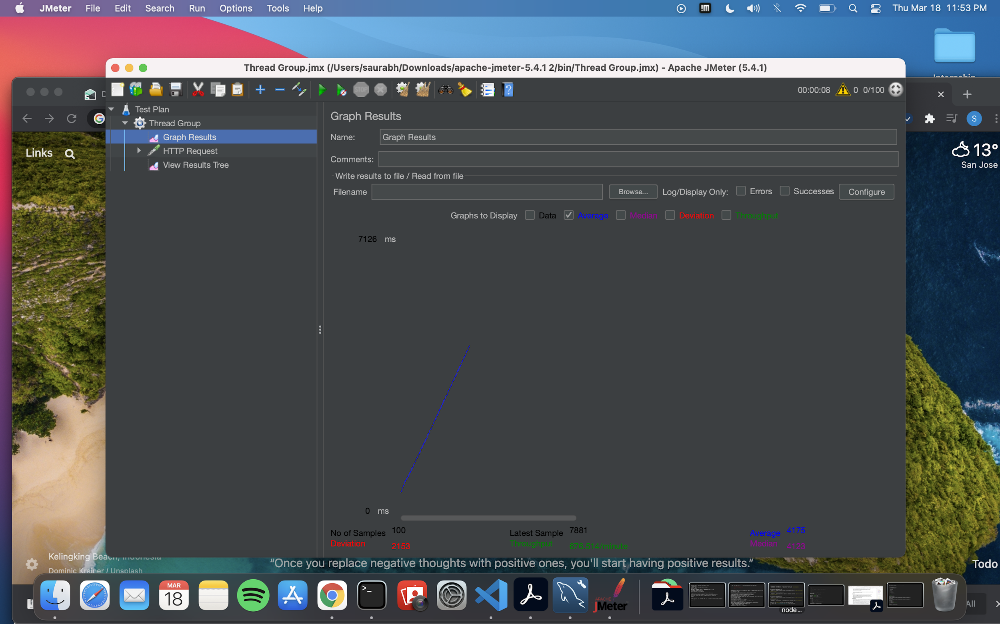 JMeter File Edit Search Run Options Tools Help Thu Mar 18 11:53 PM
Thread Group.jmx (/Users/saurabh/Downloads/apache-jmeter-5.4.1 2/bin/Thread Group.jmx) - Apache JMeter (5.4.1)
STOP 00:00:08 0 0/100
Test Plan
Thread Group
Graph Results
HTTP Request
View Results Tree
Graph Results
Name: Graph Results
Comments:
Write results to file / Read from file
Filename Browse... Log/Display Only: Errors Successes Configure
Graphs to Display Data Average Median Deviation Throughput
7126 ms
0 ms
No of Samples 100 Latest Sample 7881 Average 4175
Deviation 2153 Throughput 676.514/minute Median 4123
Links
S
13°
San Jose
Kelingking Beach, Indonesia
Dominic Krainer / Unsplash
“Once you replace negative thoughts with positive ones, you'll start having positive results.”
Todo
MAR
18
APACHE
JMeter
node...
All